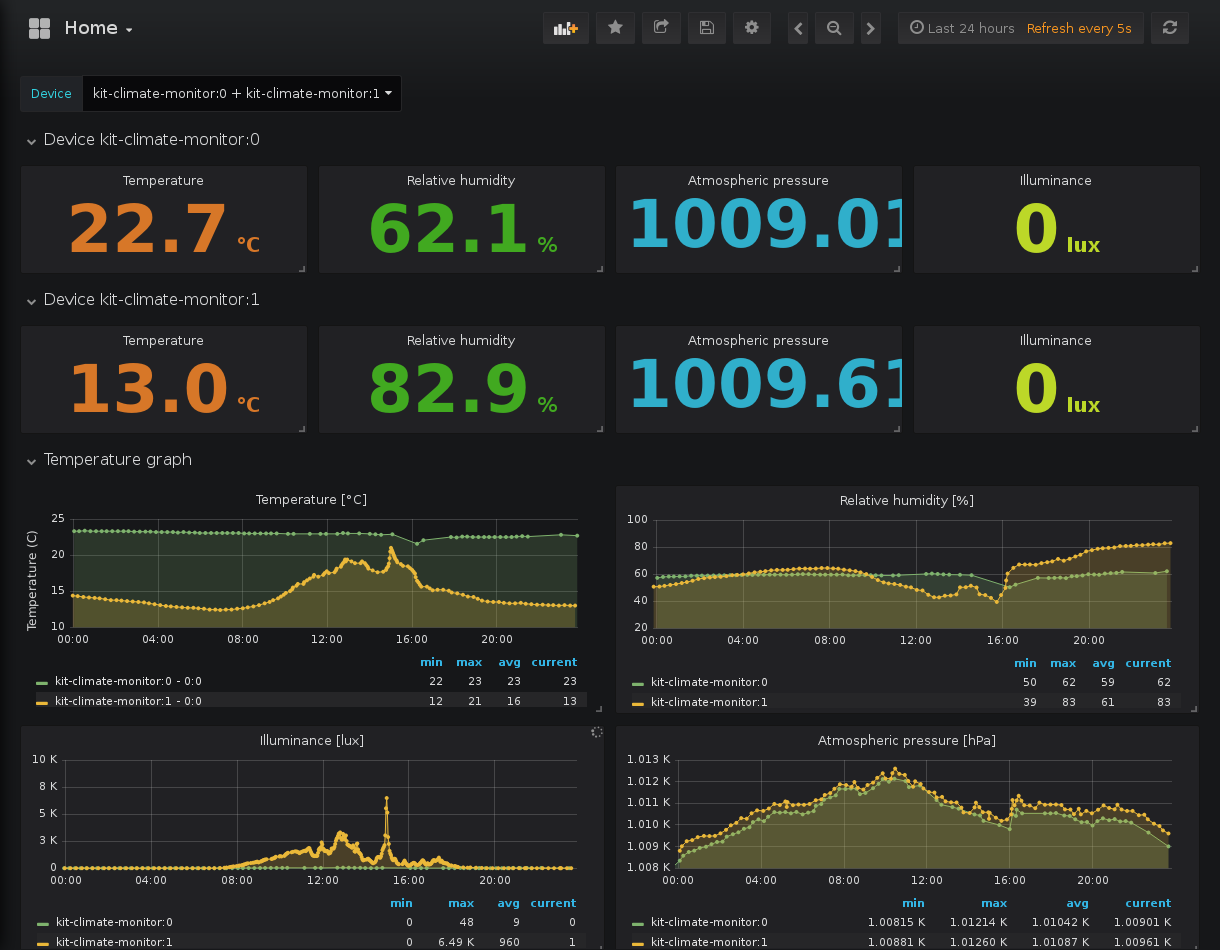 Home
Last 24 hours Refresh every 5s
Device kit-climate-monitor:0 + kit-climate-monitor:1
Device kit-climate-monitor:0
Temperature Relative humidity Atmospheric pressure Illuminance
22.7 °C 62.1 % 1009.01 0 lux
Device kit-climate-monitor:1
Temperature Relative humidity Atmospheric pressure Illuminance
13.0 °C 82.9 % 1009.61 0 lux
Temperature graph
Temperature [°C]
Temperature (C)
25
20
15
10
00:00 04:00 08:00 12:00 16:00 20:00
min max avg current
kit-climate-monitor:0 - 0:0 22 23 23 23
kit-climate-monitor:1 - 0:0 12 21 16 13
Relative humidity [%]
100
80
60
40
20
00:00 04:00 08:00 12:00 16:00 20:00
min max avg current
kit-climate-monitor:0 50 62 59 62
kit-climate-monitor:1 39 83 61 83
Illuminance [lux]
10 K
8 K
5 K
3 K
0
00:00 04:00 08:00 12:00 16:00 20:00
min max avg current
kit-climate-monitor:0 0 48 9 0
kit-climate-monitor:1 0 6.49 K 960 1
Atmospheric pressure [hPa]
1.013 K
1.012 K
1.011 K
1.010 K
1.009 K
1.008 K
00:00 04:00 08:00 12:00 16:00 20:00
min max avg current
kit-climate-monitor:0 1.00815 K 1.01214 K 1.01042 K 1.00901 K
kit-climate-monitor:1 1.00881 K 1.01260 K 1.01087 K 1.00961 K